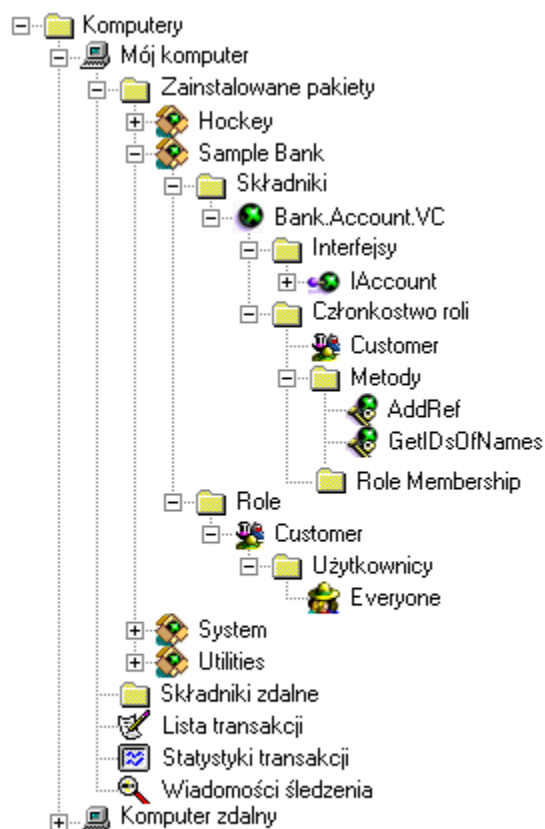 Komputery
Mój komputer
Zainstalowane pakiety
Hockey
Sample Bank
Składniki
Bank.Account.VC
Interfejsy
IAccount
Członkostwo roli
Customer
Metody
AddRef
GetIDsOfNames
Role Membership
Role
Customer
Użytkownicy
Everyone
System
Utilities
Składniki zdalne
Lista transakcji
Statystyki transakcji
Wiadomości śledzenia
Komputer zdalny